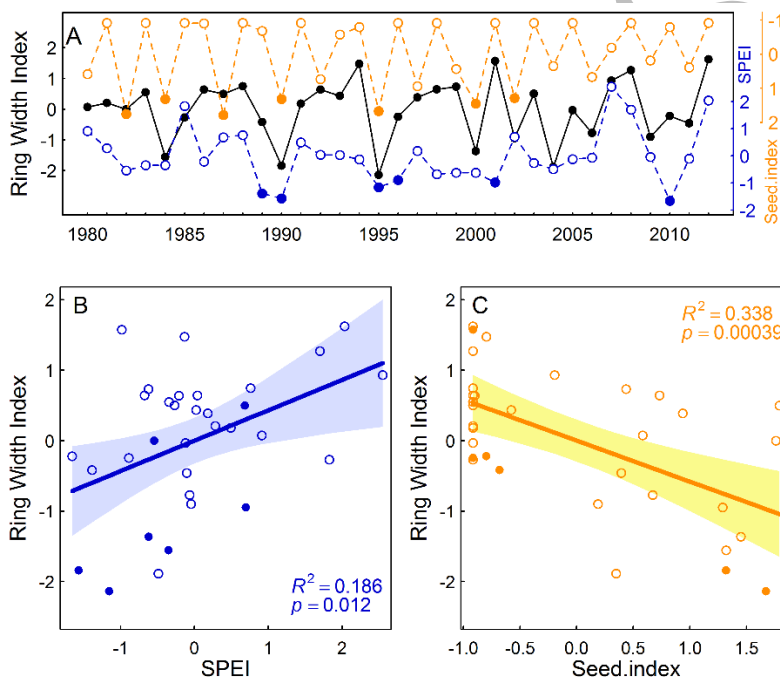 A
Ring Width Index
2
1
0
-1
-2
SPEI
2
1
0
-1
-2
Seed.index
-1
0
1
2
1980 1985 1990 1995 2000 2005 2010
B
Ring Width Index
2
1
0
-1
-2
R² = 0.186
p = 0.012
-1 0 1 2
SPEI
C
Ring Width Index
2
1
0
-1
-2
R² = 0.338
p = 0.00039
-1.0 -0.5 0.0 0.5 1.0 1.5
Seed.index